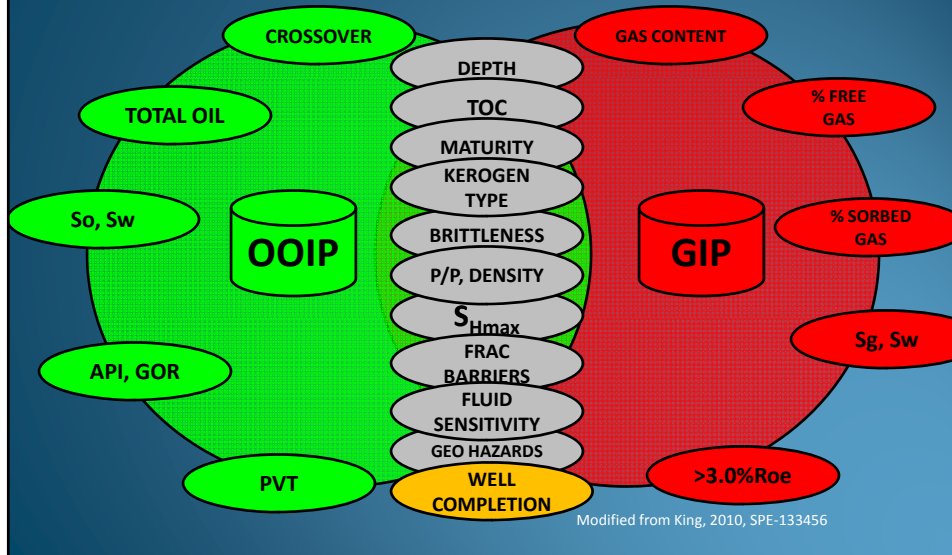 CROSSOVER
TOTAL OIL
So, Sw
OOIP
API, GOR
PVT
DEPTH
TOC
MATURITY
KEROGEN
TYPE
BRITTLENESS
P/P, DENSITY
SHmax
FRAC
BARRIERS
FLUID
SENSITIVITY
GEO HAZARDS
WELL
COMPLETION
GAS CONTENT
% FREE
GAS
% SORBED
GAS
GIP
Sg, Sw
>3.0%Roe
Modified from King, 2010, SPE-133456